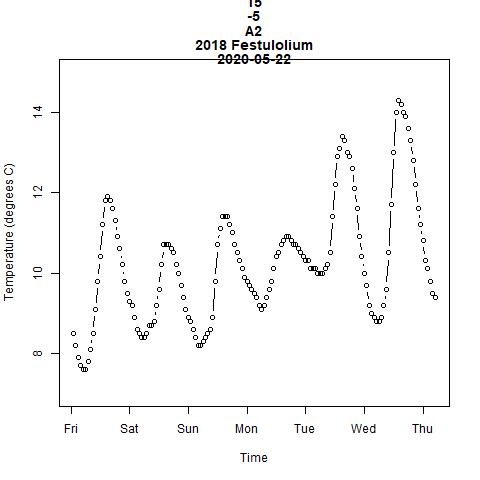 15
-5
A2
2018 Festulolium
2020-05-22
Temperature (degrees C)
14
12
10
8
Fri Sat Sun Mon Tue Wed Thu
Time